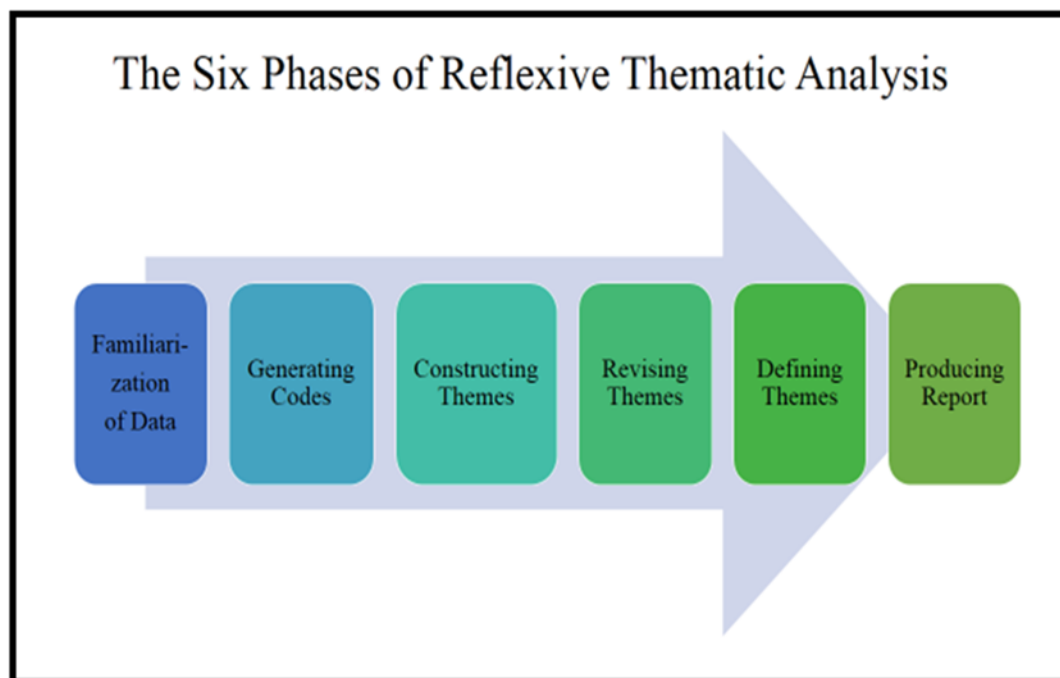 The Six Phases of Reflexive Thematic Analysis
Familiari-
zation
of Data
Generating
Codes
Constructing
Themes
Revising
Themes
Defining
Themes
Producing
Report